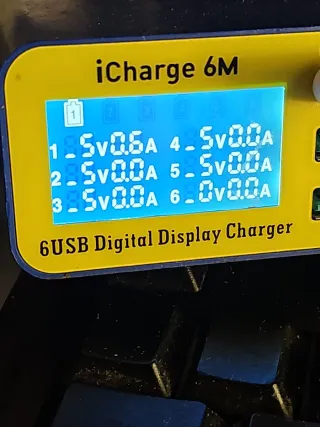 iCharge 6M
1
1 5V0.6A 4 5V0.0A
2 5V0.0A 5 5V0.0A
3 5V0.0A 6 0V0.0A
6USB Digital Display Charger